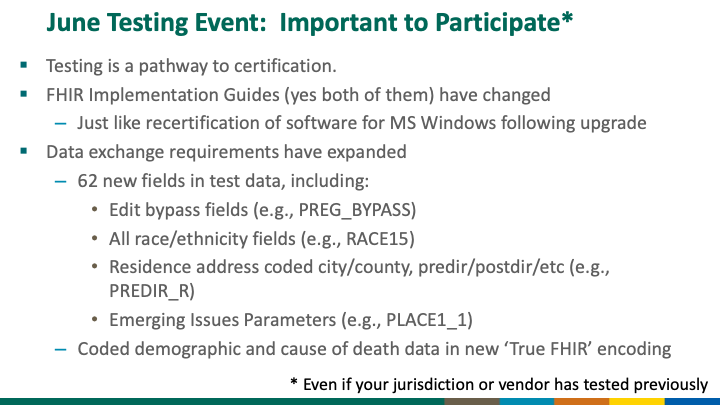 June Testing Event:  Important to Participate*
▪ Testing is a pathway to certification.
▪ FHIR Implementation Guides (yes both of them) have changed
– Just like recertification of software for MS Windows following upgrade
▪ Data exchange requirements have expanded
– 62 new fields in test data, including:
• Edit bypass fields (e.g., PREG_BYPASS)
• All race/ethnicity fields (e.g., RACE15)
• Residence address coded city/county, predir/postdir/etc (e.g.,
PREDIR_R)
• Emerging Issues Parameters (e.g., PLACE1_1)
– Coded demographic and cause of death data in new ‘True FHIR’ encoding
* Even if your jurisdiction or vendor has tested previously